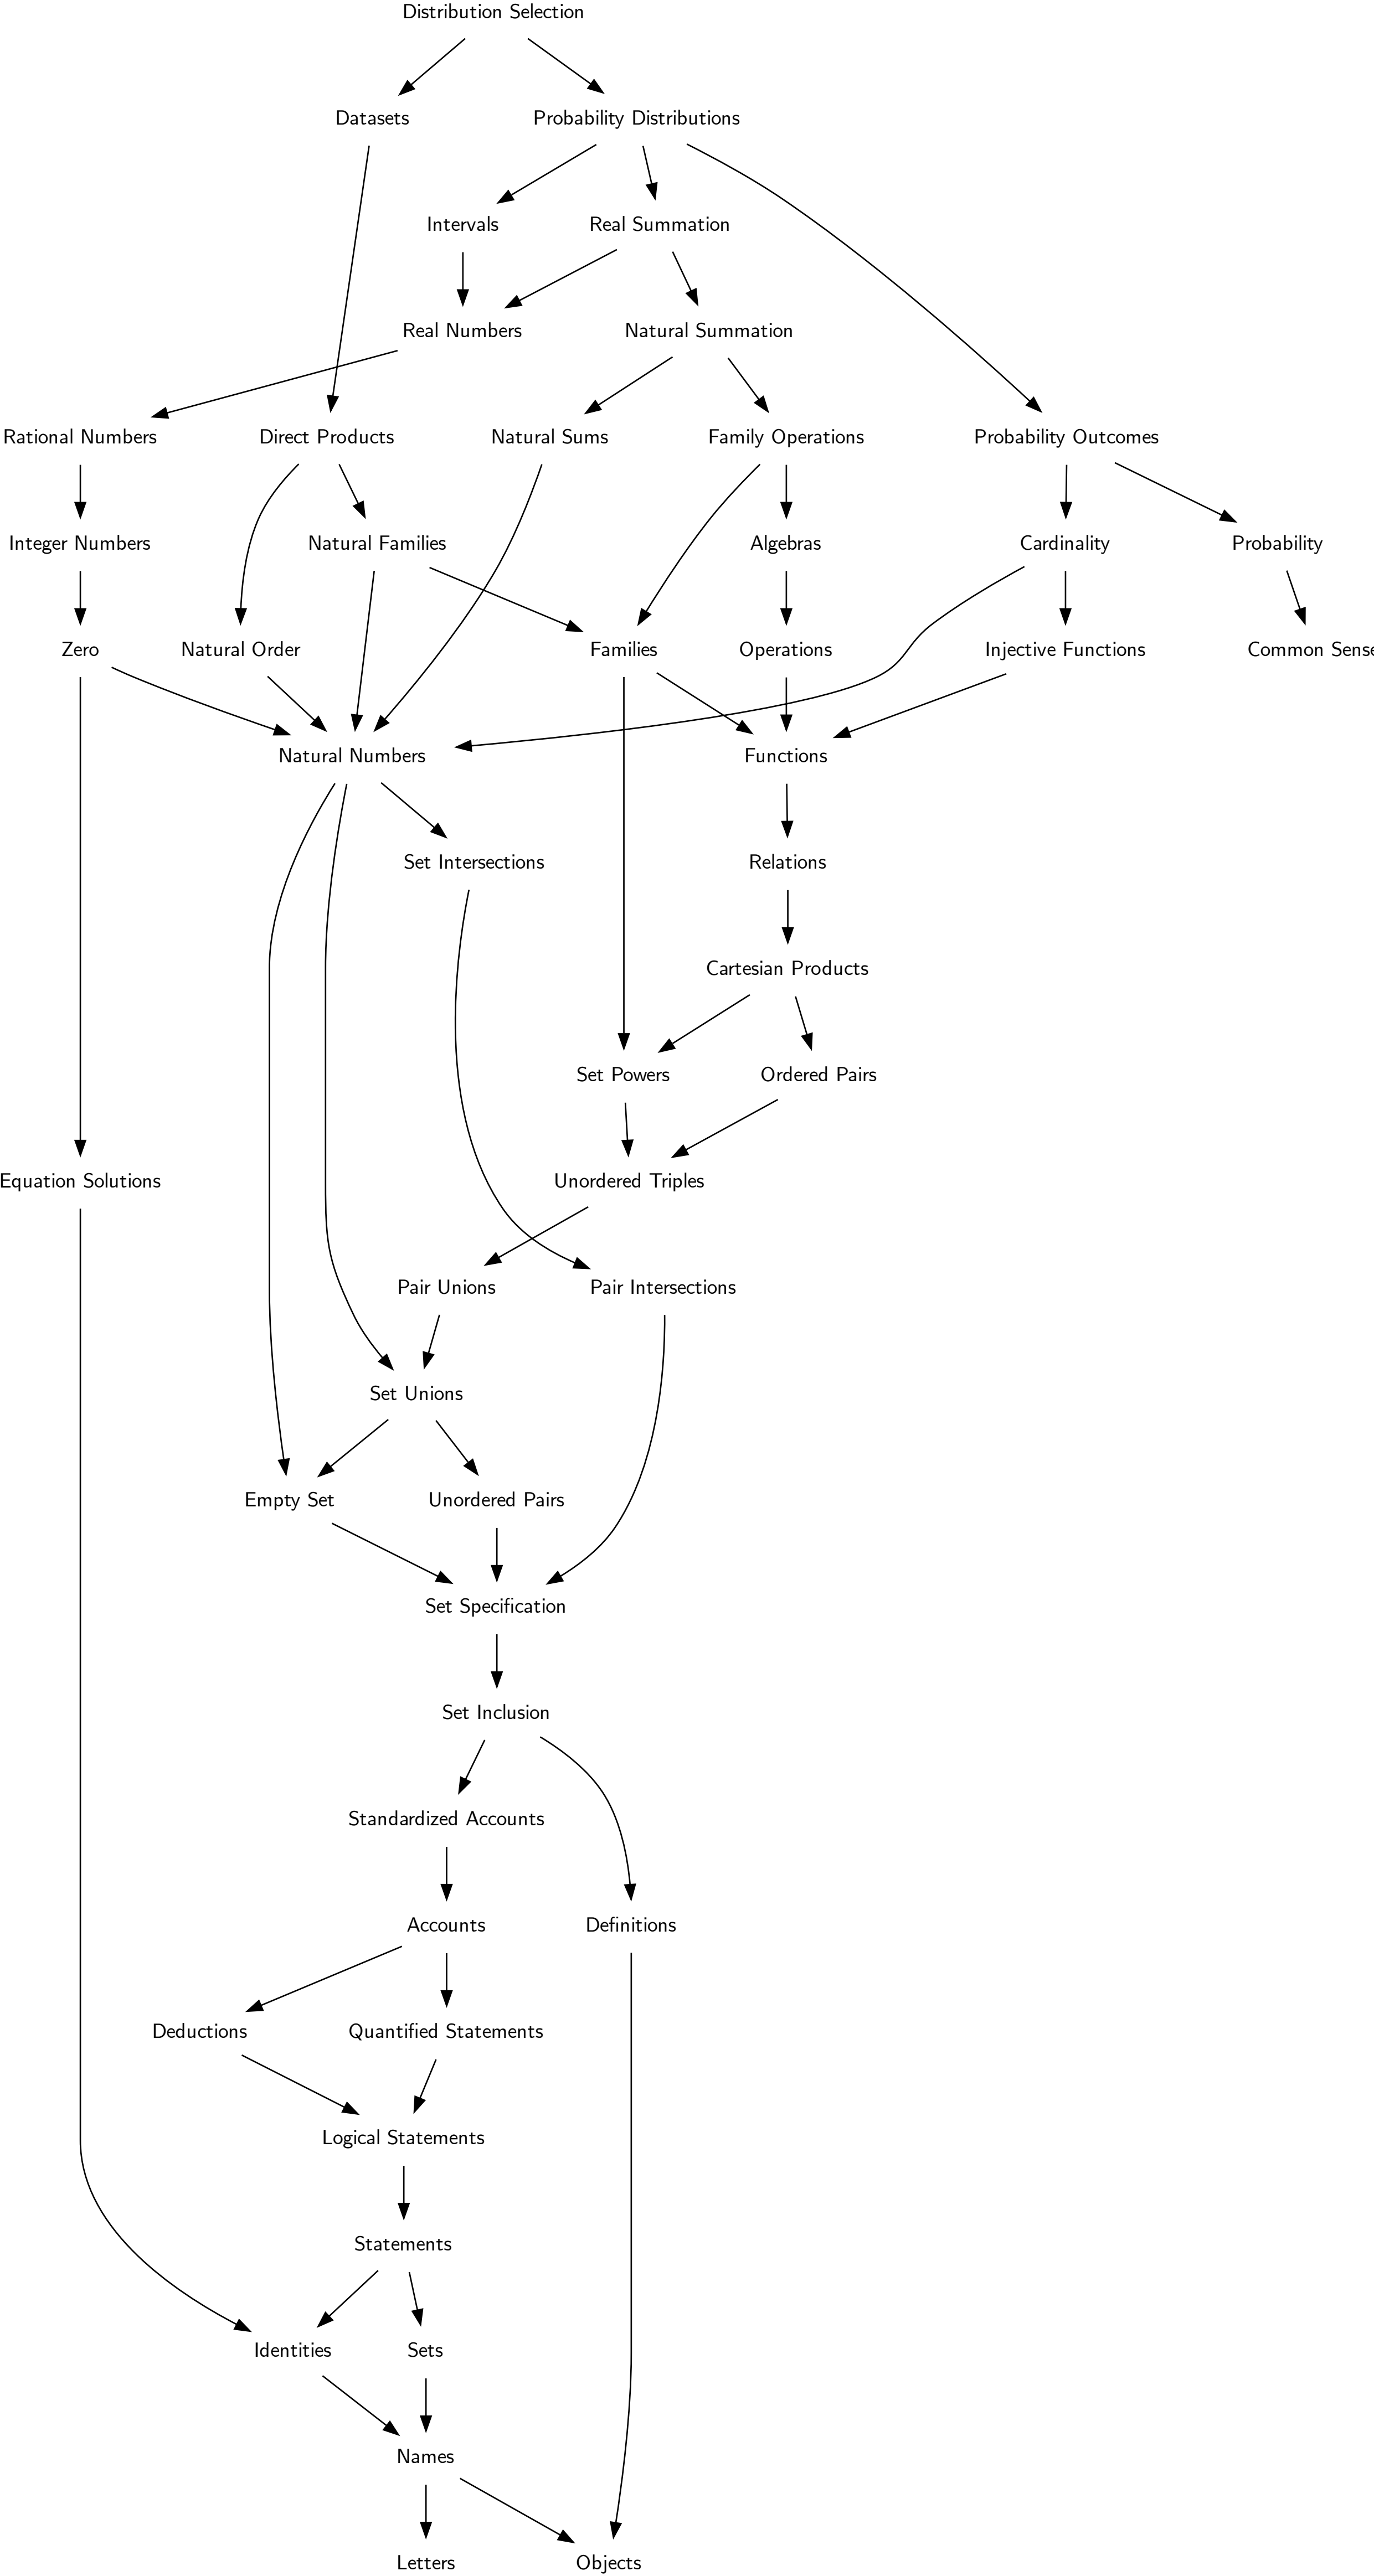 Distribution Selection
Datasets
Probability Distributions
Intervals
Real Summation
Real Numbers
Natural Summation
Rational Numbers
Direct Products
Natural Sums
Family Operations
Probability Outcomes
Integer Numbers
Natural Families
Algebras
Cardinality
Probability
Zero
Natural Order
Families
Operations
Injective Functions
Common Sense
Natural Numbers
Functions
Set Intersections
Relations
Cartesian Products
Set Powers
Ordered Pairs
Equation Solutions
Unordered Triples
Pair Unions
Pair Intersections
Set Unions
Empty Set
Unordered Pairs
Set Specification
Set Inclusion
Standardized Accounts
Accounts
Definitions
Deductions
Quantified Statements
Logical Statements
Statements
Identities
Sets
Names
Letters
Objects